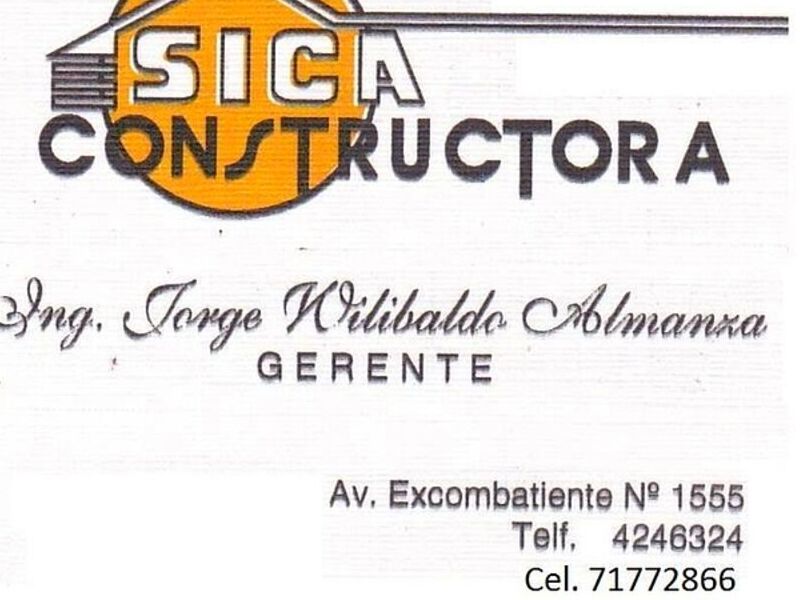 SICA
CONSTRUCTORA
Ing. Jorge Wilibaldo Almanza
GERENTE
Av. Excombatiente Nº 1555
Telf. 4246324
Cel. 71772866